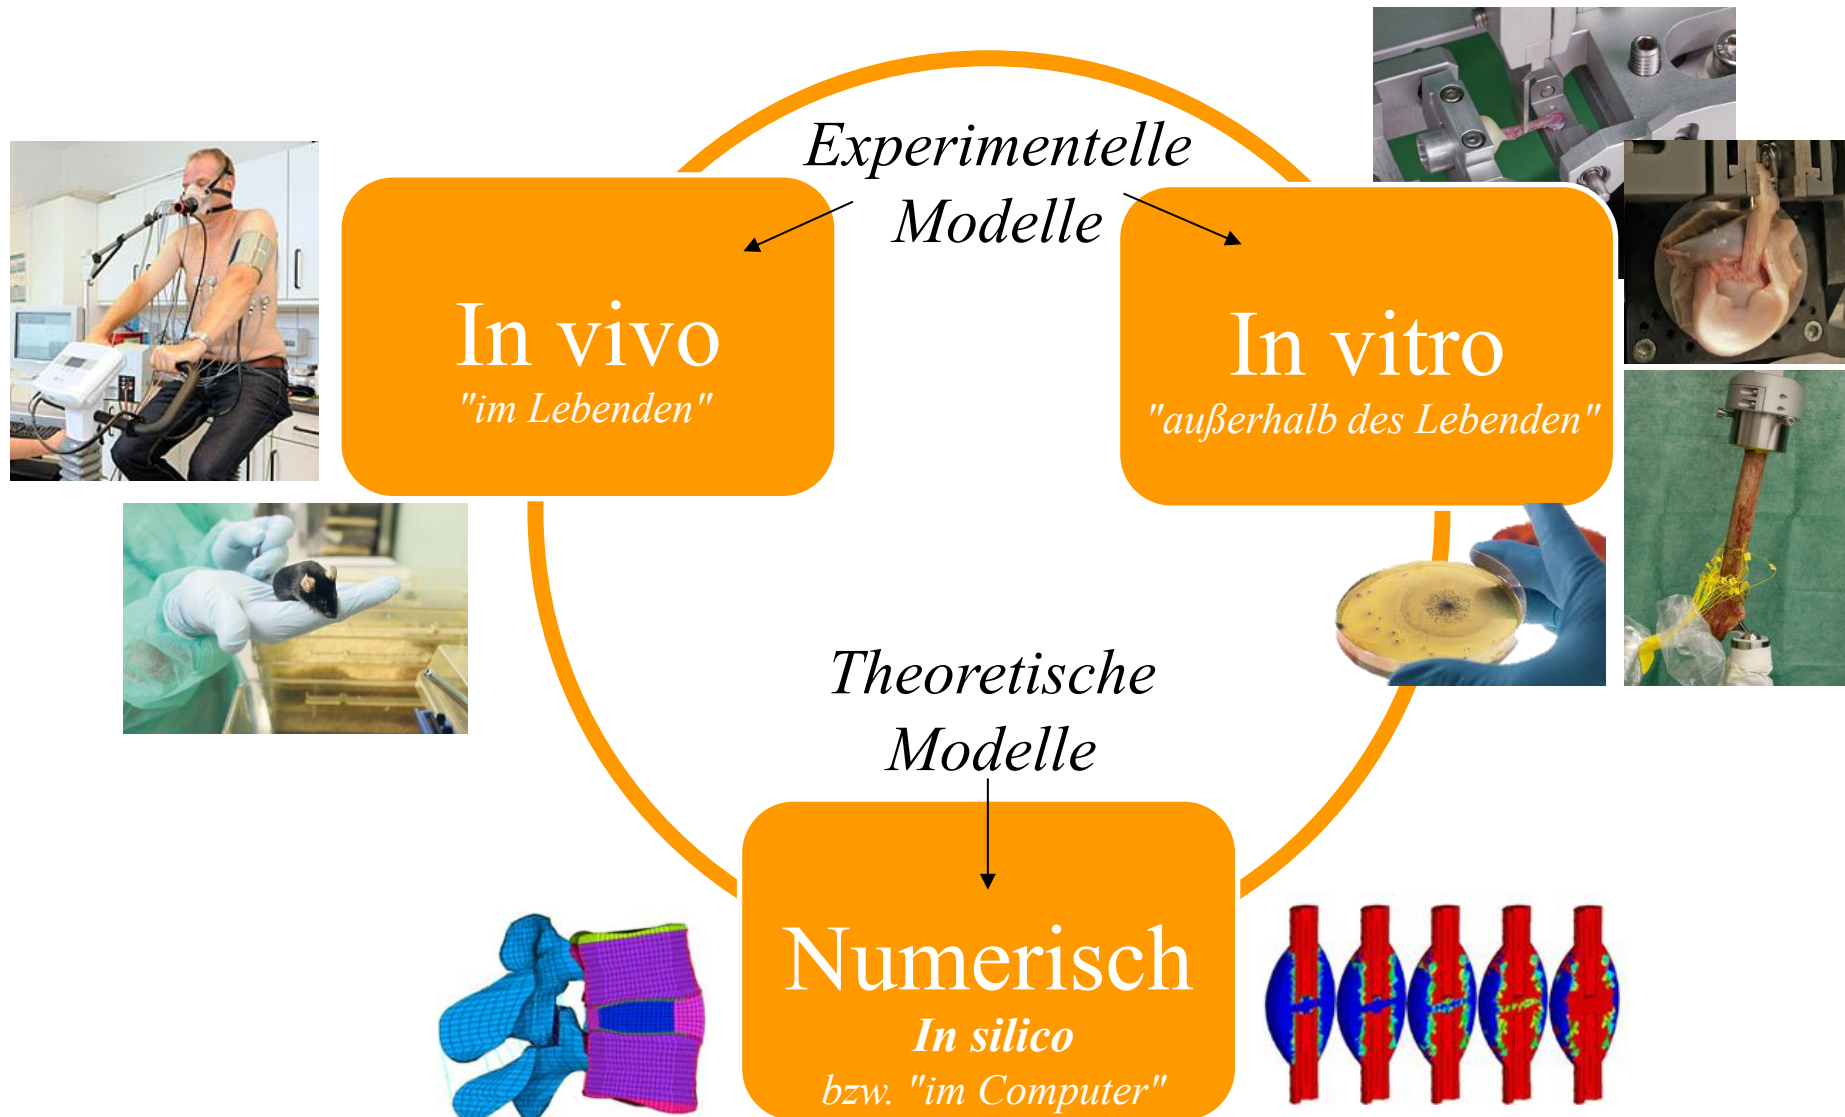 Experimentelle
Modelle
In vivo
"im Lebenden"
In vitro
"außerhalb des Lebenden"
Theoretische
Modelle
Numerisch
In silico
bzw. "im Computer"